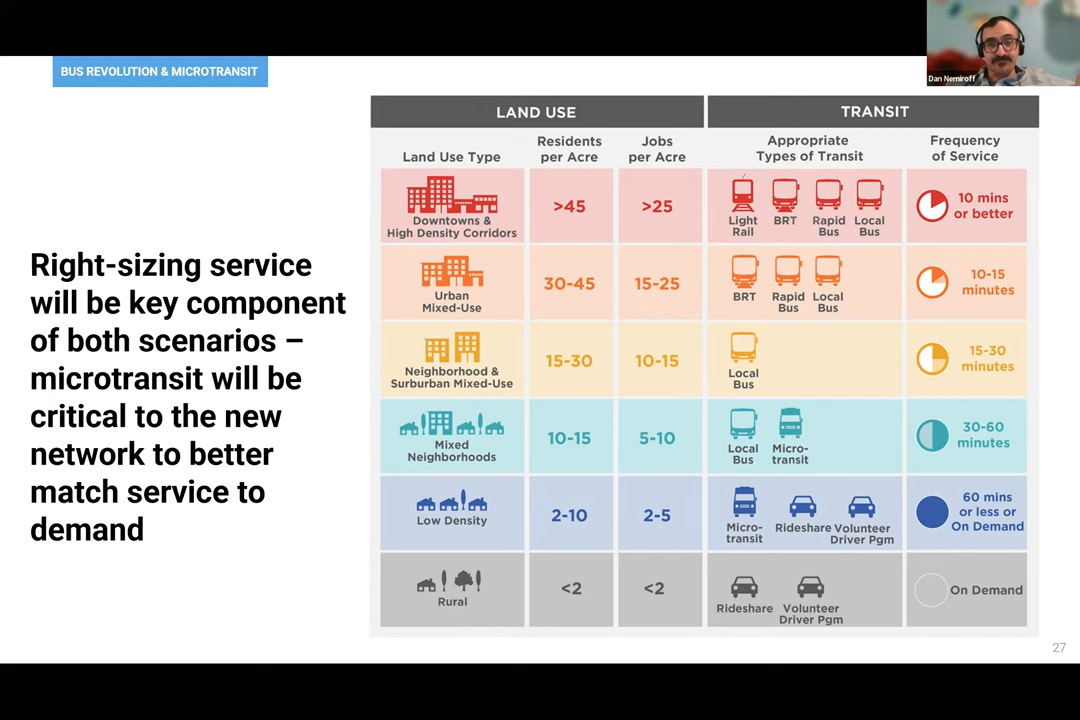 BUS REVOLUTION & MICROTRANSIT
Dan Nemiroff
Right-sizing service
will be key component
of both scenarios –
microtransit will be
critical to the new
network to better
match service to
demand
LAND USE
TRANSIT
Land Use Type
Residents
per Acre
Jobs
per Acre
Appropriate
Types of Transit
Frequency
of Service
Downtowns &
High Density Corridors
>45
>25
Light
Rail
BRT
Rapid
Bus
Local
Bus
10 mins
or better
Urban
Mixed-Use
30-45
15-25
BRT
Rapid
Bus
Local
Bus
10-15
minutes
Neighborhood &
Surburban Mixed-Use
15-30
10-15
Local
Bus
15-30
minutes
Mixed
Neighborhoods
10-15
5-10
Local
Bus
Micro-
transit
30-60
minutes
Low Density
2-10
2-5
Micro-
transit
Rideshare
Volunteer
Driver Pgm
60 mins
or less or
On Demand
Rural
<2
<2
Rideshare
Volunteer
Driver Pgm
On Demand
27